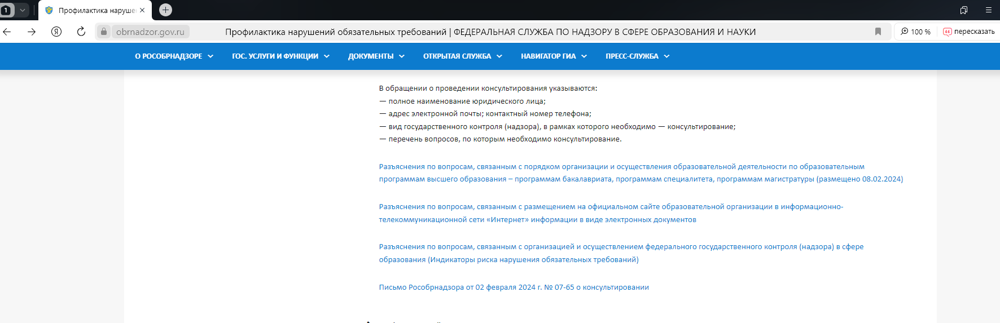 1
Профилактика наруше
obrnadzor.gov.ru
Профилактика нарушений обязательных требований | ФЕДЕРАЛЬНАЯ СЛУЖБА ПО НАДЗОРУ В СФЕРЕ ОБРАЗОВАНИЯ И НАУКИ
100 %
пересказать
О РОСОБРНАДЗОРЕ
ГОС. УСЛУГИ И ФУНКЦИИ
ДОКУМЕНТЫ
ОТКРЫТАЯ СЛУЖБА
НАВИГАТОР ГИА
ПРЕСС-СЛУЖБА
В обращении о проведении консультирования указываются:
— полное наименование юридического лица;
— адрес электронной почты; контактный номер телефона;
— вид государственного контроля (надзора), в рамках которого необходимо — консультирование;
— перечень вопросов, по которым необходимо консультирование.
Разъяснения по вопросам, связанным с порядком организации и осуществления образовательной деятельности по образовательным
программам высшего образования – программам бакалавриата, программам специалитета, программам магистратуры (размещено 08.02.2024)
Разъяснения по вопросам, связанным с размещением на официальном сайте образовательной организации в информационно-
телекоммуникационной сети «Интернет» информации в виде электронных документов
Разъяснения по вопросам, связанным с организацией и осуществлением федерального государственного контроля (надзора) в сфере
образования (Индикаторы риска нарушения обязательных требований)
Письмо Рособрнадзора от 02 февраля 2024 г. № 07-65 о консультировании